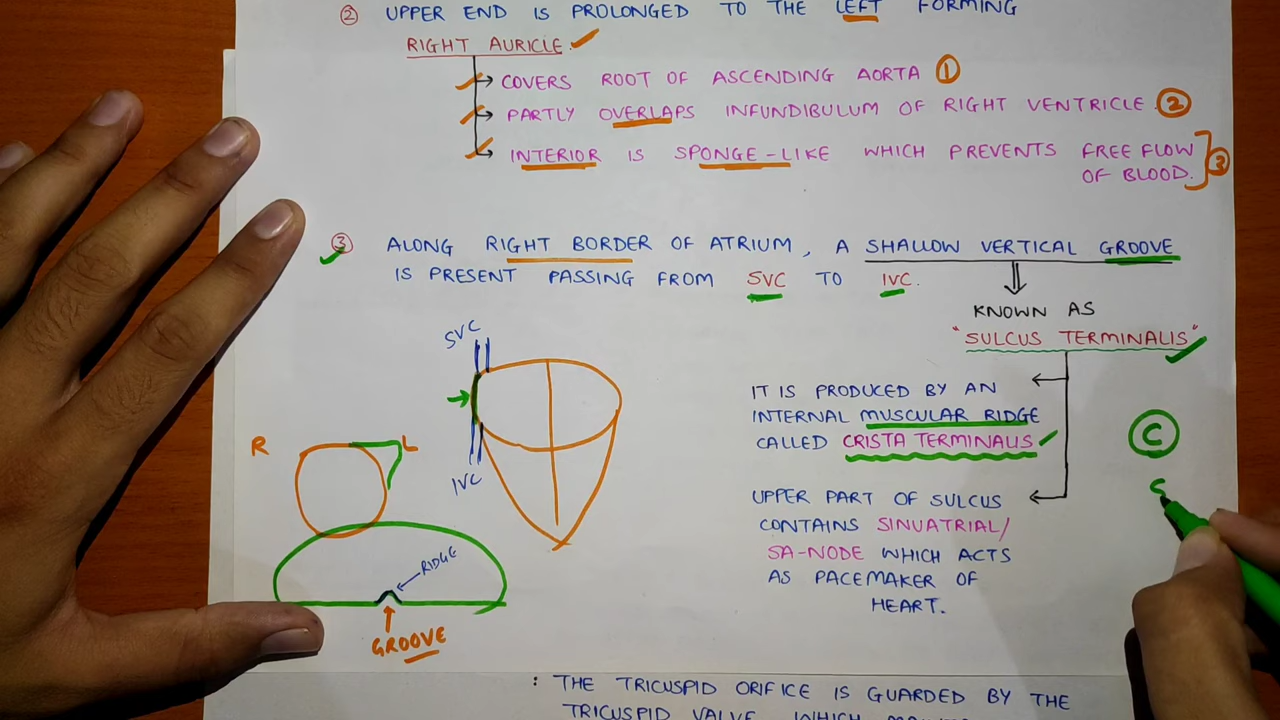 ② UPPER END IS PROLONGED TO THE LEFT FORMING
RIGHT AURICLE.
→ COVERS ROOT OF ASCENDING AORTA ①
→ PARTLY OVERLAPS INFUNDIBULUM OF RIGHT VENTRICLE ②
→ INTERIOR IS SPONGE-LIKE WHICH PREVENTS FREE FLOW
OF BLOOD. ③
③ ALONG RIGHT BORDER OF ATRIUM, A SHALLOW VERTICAL GROOVE
IS PRESENT PASSING FROM SVC TO IVC.
KNOWN AS
"SULCUS TERMINALIS"
IT IS PRODUCED BY AN
INTERNAL MUSCULAR RIDGE
CALLED CRISTA TERMINALIS
UPPER PART OF SULCUS
CONTAINS SINUATRIAL/
SA-NODE WHICH ACTS
AS PACEMAKER OF
HEART.
SVC
IVC
R
L
RIDGE
GROOVE
C
S
: THE TRICUSPID ORIFICE IS GUARDED BY THE
TRICUSPID VALVE WHICH